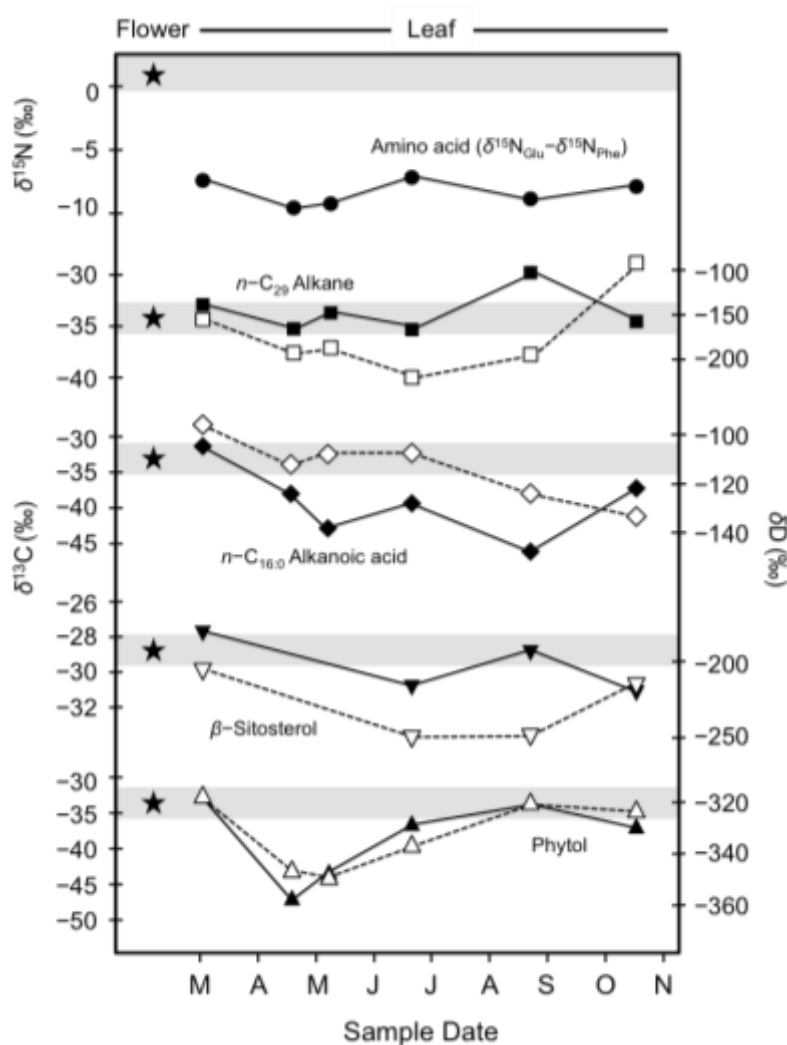 Flower Leaf
0
−5
−10
δ¹⁵N (‰)
Amino acid (δ¹⁵N_Glu−δ¹⁵N_Phe)
−30
−35
−40
n−C₂₉ Alkane
−100
−150
−200
−30
−35
−40
−45
n−C₁₆:₀ Alkanoic acid
−100
−120
−140
δ¹³C (‰)
δD (‰)
−26
−28
−30
−32
β−Sitosterol
−200
−250
−30
−35
−40
−45
−50
Phytol
−320
−340
−360
M A M J J A S O N
Sample Date